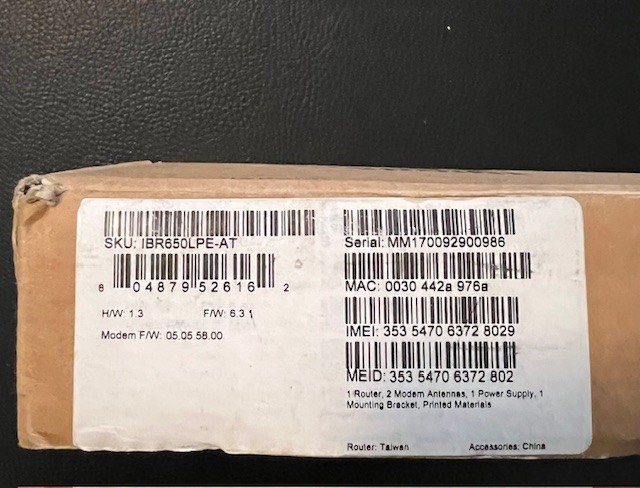 SKU: IBR650LPE-AT
8 04879 52616 2
H/W: 1.3 F/W: 6.3.1
Modem F/W: 05.05 58.00
Serial: MM170092900986
MAC: 0030 442a 976a
IMEI: 353 5470 6372 8029
MEID: 353 5470 6372 802
1 Router, 2 Modem Antennas, 1 Power Supply, 1
Mounting Bracket, Printed Materials
Router: Taiwan Accessories: China